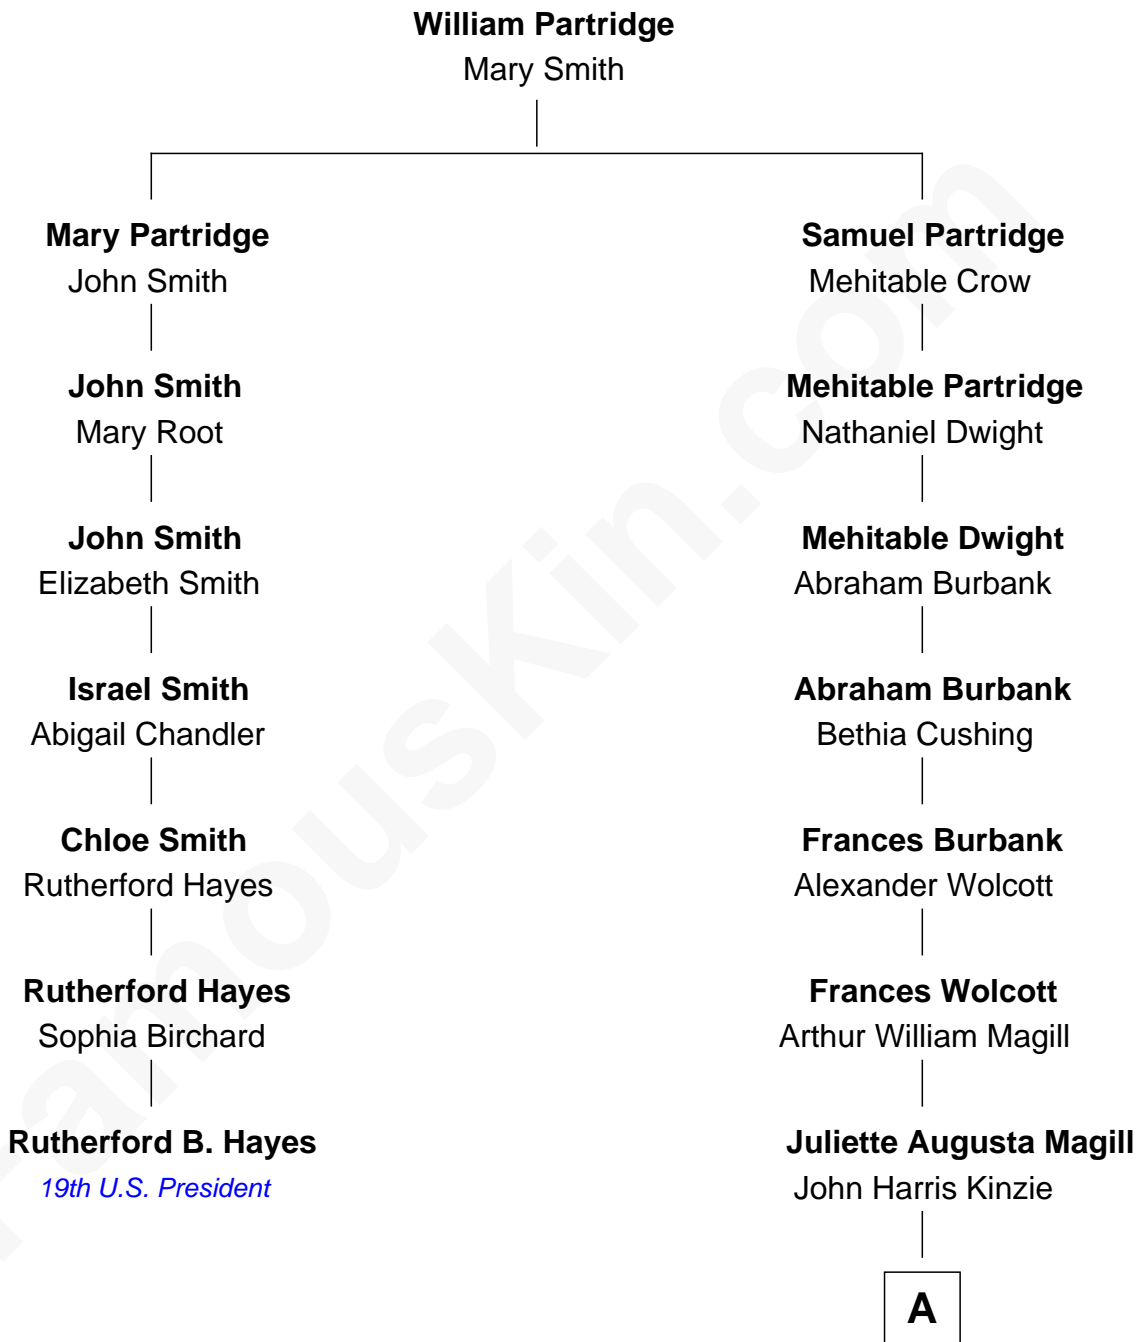 William Partridge
Mary Smith
Mary Partridge
John Smith
John Smith
Mary Root
John Smith
Elizabeth Smith
Israel Smith
Abigail Chandler
Chloe Smith
Rutherford Hayes
Rutherford Hayes
Sophia Birchard
Rutherford B. Hayes
19th U.S. President
Samuel Partridge
Mehitable Crow
Mehitable Partridge
Nathaniel Dwight
Mehitable Dwight
Abraham Burbank
Abraham Burbank
Bethia Cushing
Frances Burbank
Alexander Wolcott
Frances Wolcott
Arthur William Magill
Juliette Augusta Magill
John Harris Kinzie
A
FamousKin.com